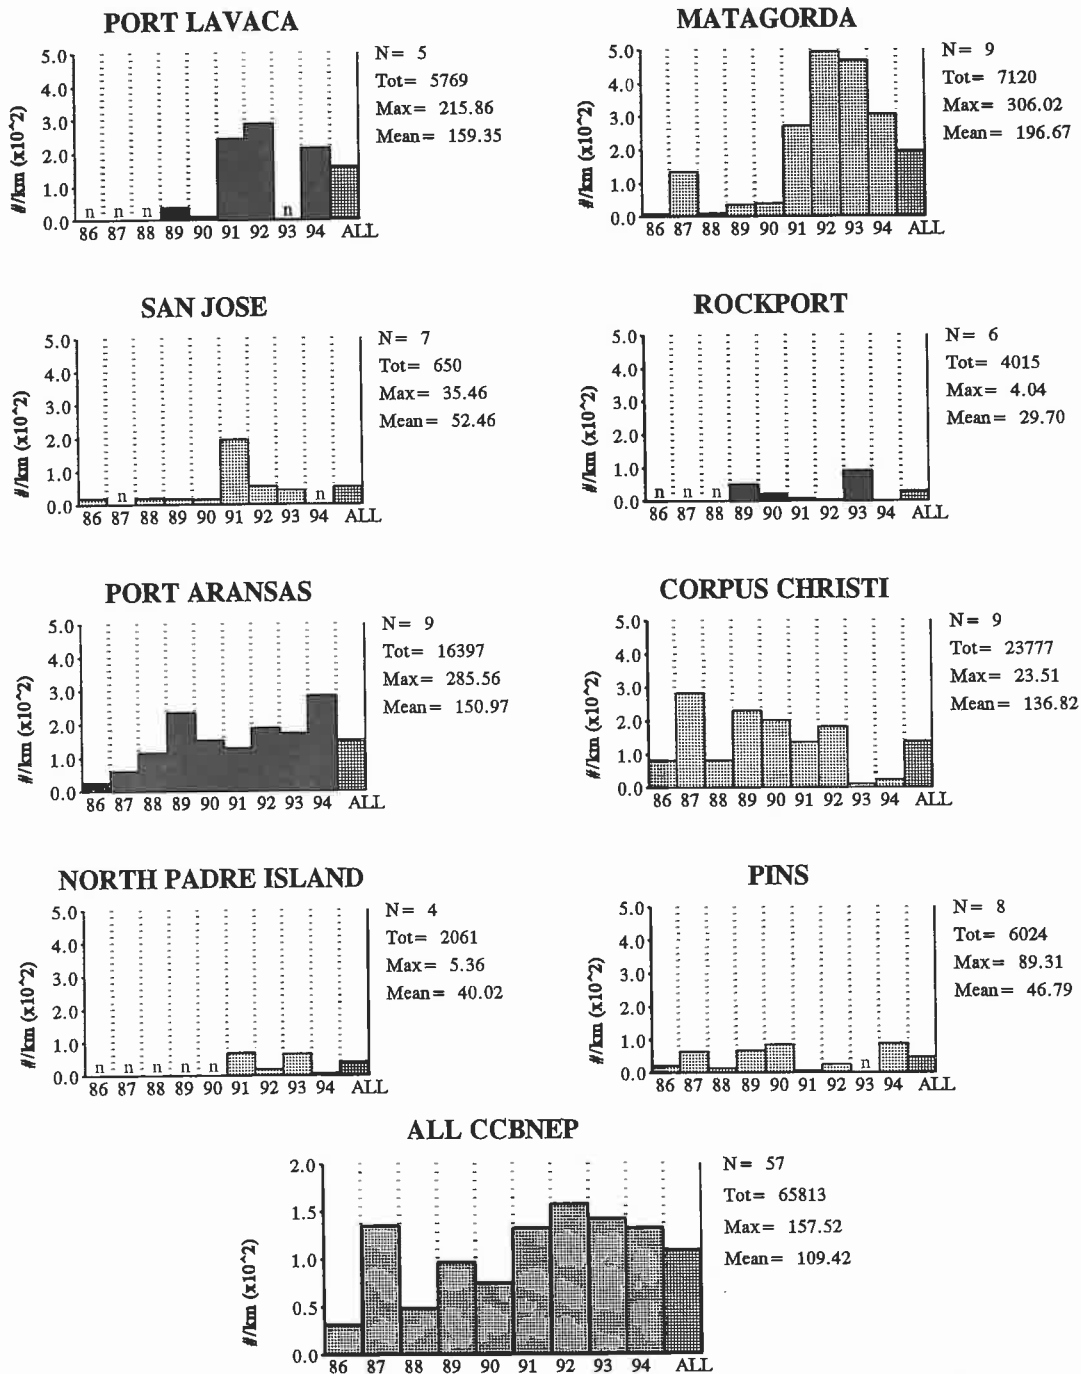 PORT LAVACA
#/km (x10^2)
5.0
4.0
3.0
2.0
1.0
0.0
n n n n
86 87 88 89 90 91 92 93 94 ALL
N= 5
Tot= 5769
Max= 215.86
Mean= 159.35
MATAGORDA
#/km (x10^2)
5.0
4.0
3.0
2.0
1.0
0.0
86 87 88 89 90 91 92 93 94 ALL
N= 9
Tot= 7120
Max= 306.02
Mean= 196.67
SAN JOSE
#/km (x10^2)
5.0
4.0
3.0
2.0
1.0
0.0
n n
86 87 88 89 90 91 92 93 94 ALL
N= 7
Tot= 650
Max= 35.46
Mean= 52.46
ROCKPORT
#/km (x10^2)
5.0
4.0
3.0
2.0
1.0
0.0
n n n
86 87 88 89 90 91 92 93 94 ALL
N= 6
Tot= 4015
Max= 4.04
Mean= 29.70
PORT ARANSAS
#/km (x10^2)
5.0
4.0
3.0
2.0
1.0
0.0
86 87 88 89 90 91 92 93 94 ALL
N= 9
Tot= 16397
Max= 285.56
Mean= 150.97
CORPUS CHRISTI
#/km (x10^2)
5.0
4.0
3.0
2.0
1.0
0.0
86 87 88 89 90 91 92 93 94 ALL
N= 9
Tot= 23777
Max= 23.51
Mean= 136.82
NORTH PADRE ISLAND
#/km (x10^2)
5.0
4.0
3.0
2.0
1.0
0.0
n n n n n
86 87 88 89 90 91 92 93 94 ALL
N= 4
Tot= 2061
Max= 5.36
Mean= 40.02
PINS
#/km (x10^2)
5.0
4.0
3.0
2.0
1.0
0.0
n
86 87 88 89 90 91 92 93 94 ALL
N= 8
Tot= 6024
Max= 89.31
Mean= 46.79
ALL CCBNEP
#/km (x10^2)
2.0
1.5
1.0
0.5
0.0
86 87 88 89 90 91 92 93 94 ALL
N= 57
Tot= 65813
Max= 157.52
Mean= 109.42